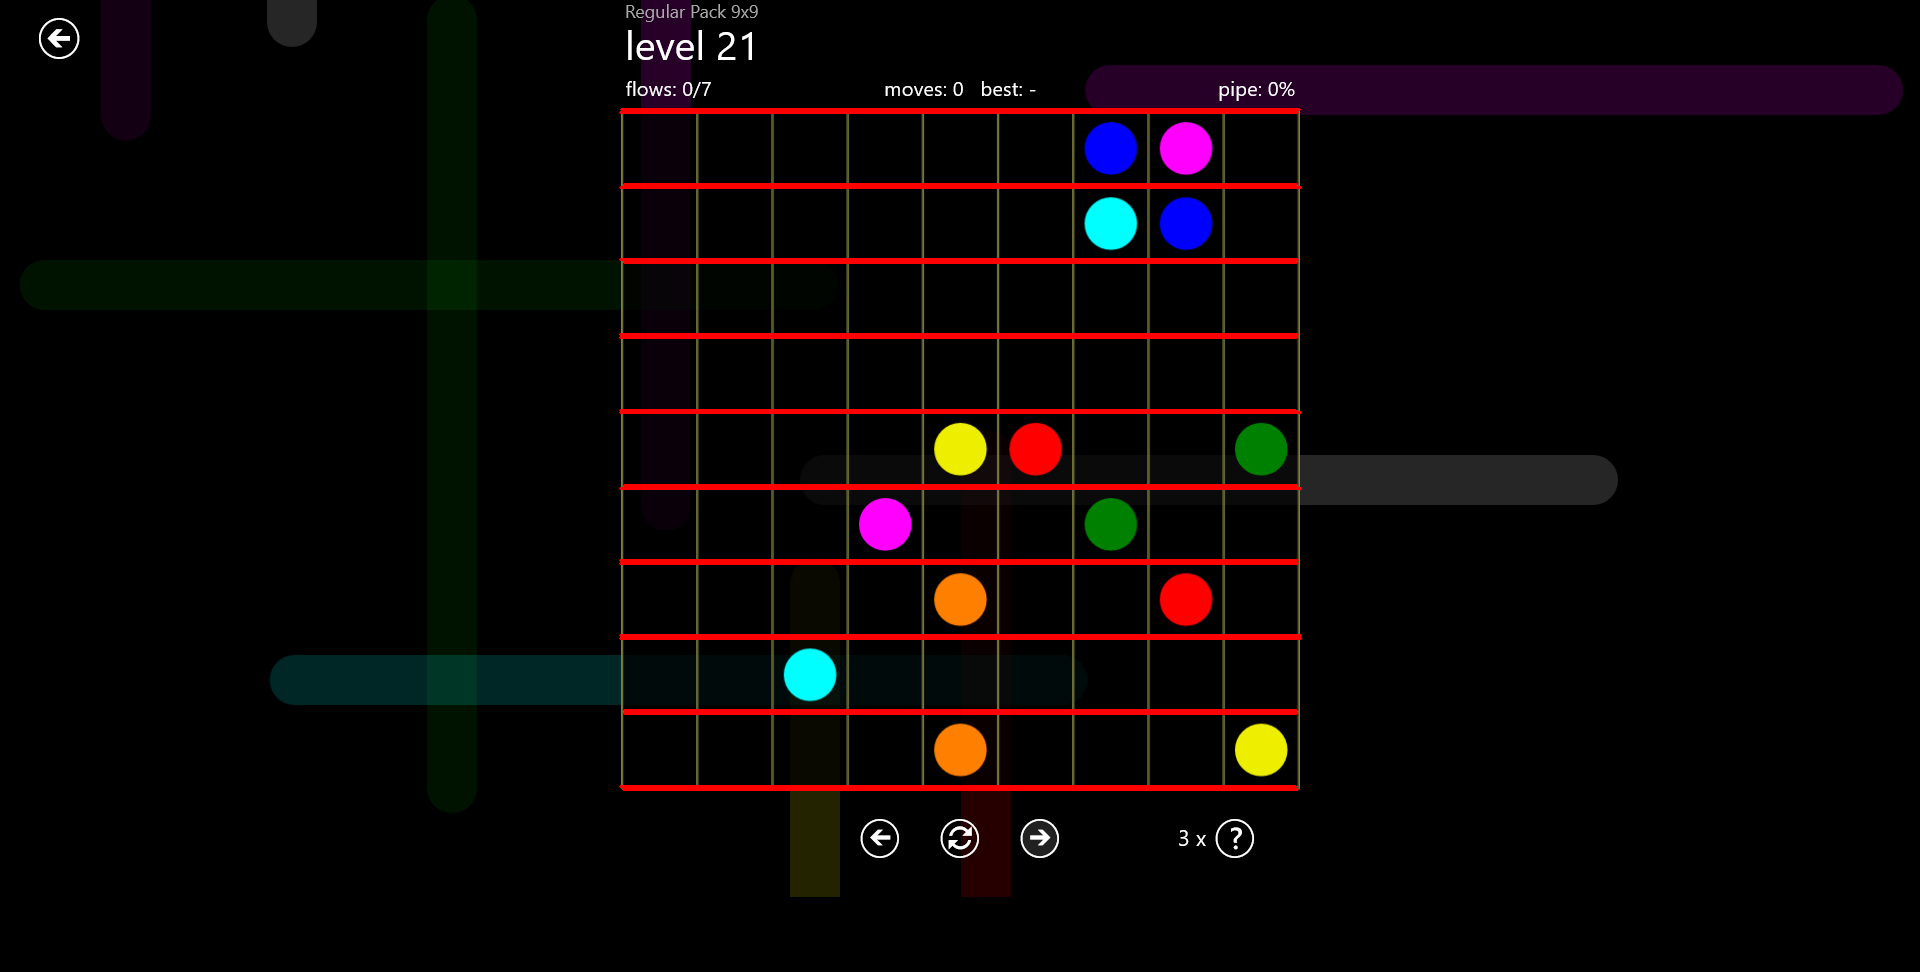 Regular Pack 9x9
level 21
flows: 0/7 moves: 0 best: - pipe: 0%
3 x ?